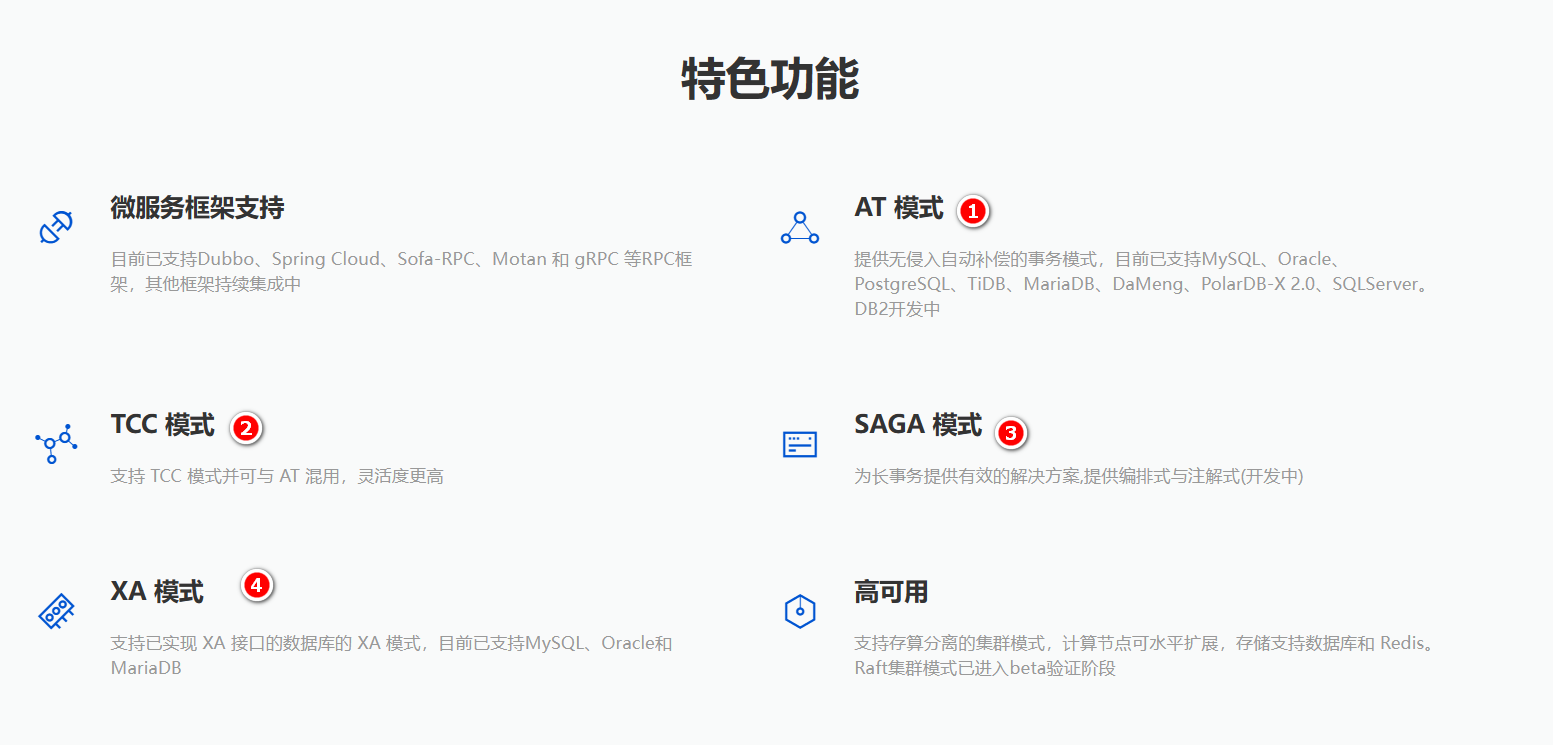 特色功能
微服务框架支持
目前已支持Dubbo、Spring Cloud、Sofa-RPC、Motan 和 gRPC 等RPC框
架，其他框架持续集成中
AT 模式 1
提供无侵入自动补偿的事务模式，目前已支持MySQL、Oracle、
PostgreSQL、TiDB、MariaDB、DaMeng、PolarDB-X 2.0、SQLServer。
DB2开发中
TCC 模式 2
支持 TCC 模式并可与 AT 混用，灵活度更高
SAGA 模式 3
为长事务提供有效的解决方案,提供编排式与注解式(开发中)
XA 模式 4
支持已实现 XA 接口的数据库的 XA 模式，目前已支持MySQL、Oracle和
MariaDB
高可用
支持存算分离的集群模式，计算节点可水平扩展，存储支持数据库和 Redis。
Raft集群模式已进入beta验证阶段